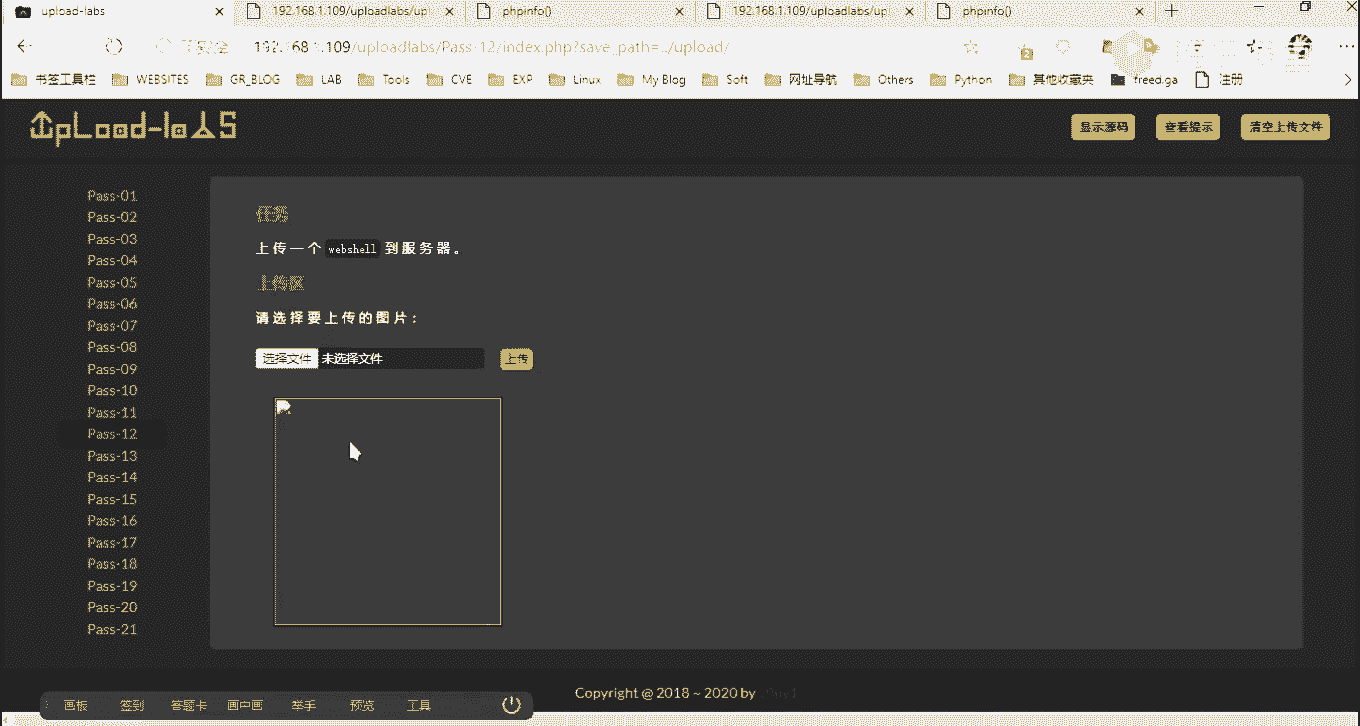 upload-labs
192.168.1.109/uploadlabs/up
phpinfo()
192.168.1.109/uploadlabs/up
phpinfo()
不安全 192.168.1.109/uploadlabs/Pass-12/index.php?save_path=../upload/
2
书签工具栏 WEBSITES GR_BLOG LAB Tools CVE EXP Linux My Blog Soft 网址导航 Others Python 其他收藏夹 freed.ga 注册
UpLoad-labS
显示源码 查看提示 清空上传文件
Pass-01
Pass-02
Pass-03
Pass-04
Pass-05
Pass-06
Pass-07
Pass-08
Pass-09
Pass-10
Pass-11
Pass-12
Pass-13
Pass-14
Pass-15
Pass-16
Pass-17
Pass-18
Pass-19
Pass-20
Pass-21
任务
上传一个 webshell 到服务器。
上传区
请选择要上传的图片：
选择文件 未选择文件 上传
Copyright @ 2018 ~ 2020 by
画板 签到 答题卡 画中画 举手 预览 工具